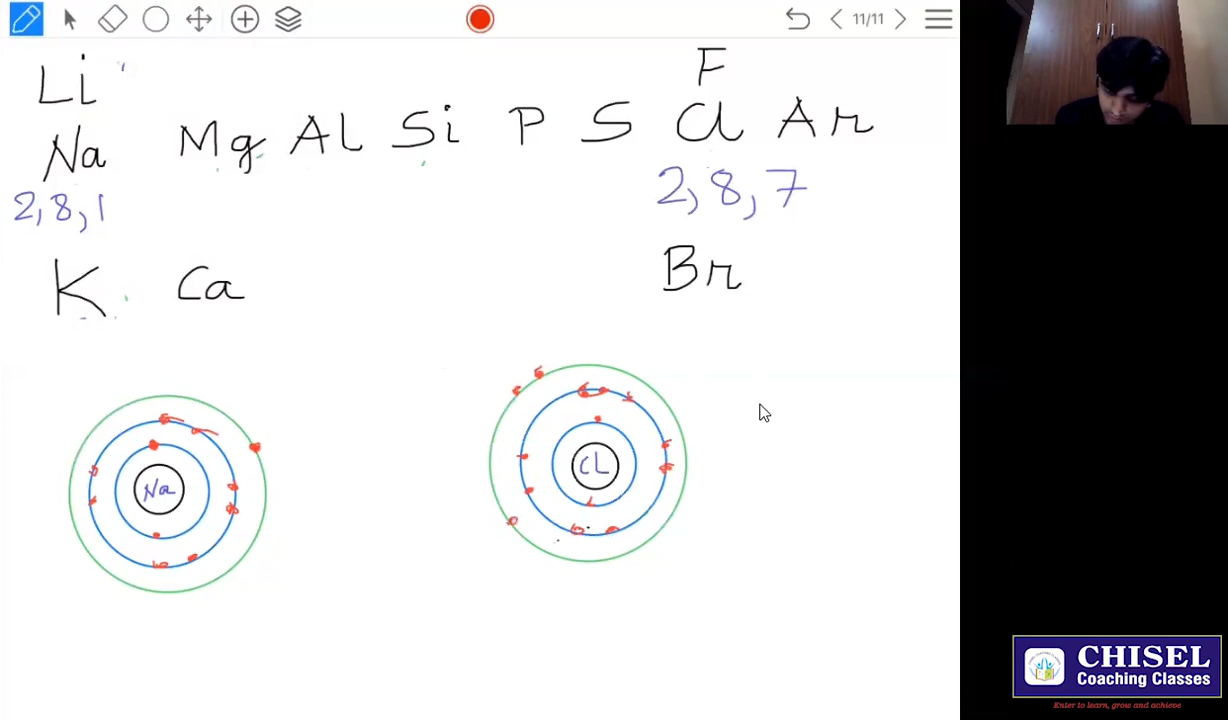 11/11
Li F
Na Mg Al Si P S Cl Ar
2,8,1 2,8,7
K Ca Br
Na CL
CHISEL
Coaching Classes
Enter to learn, grow and achieve